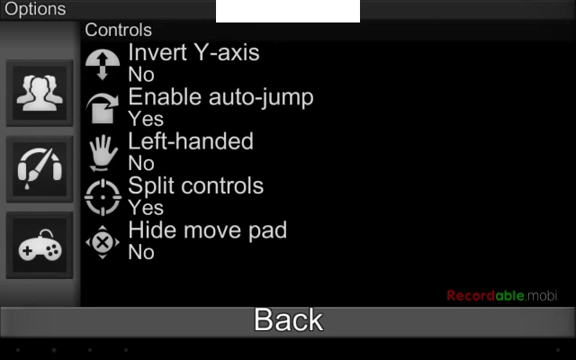 Options
Controls
Invert Y-axis
No
Enable auto-jump
Yes
Left-handed
No
Split controls
Yes
Hide move pad
No
Recordable.mobi
Back